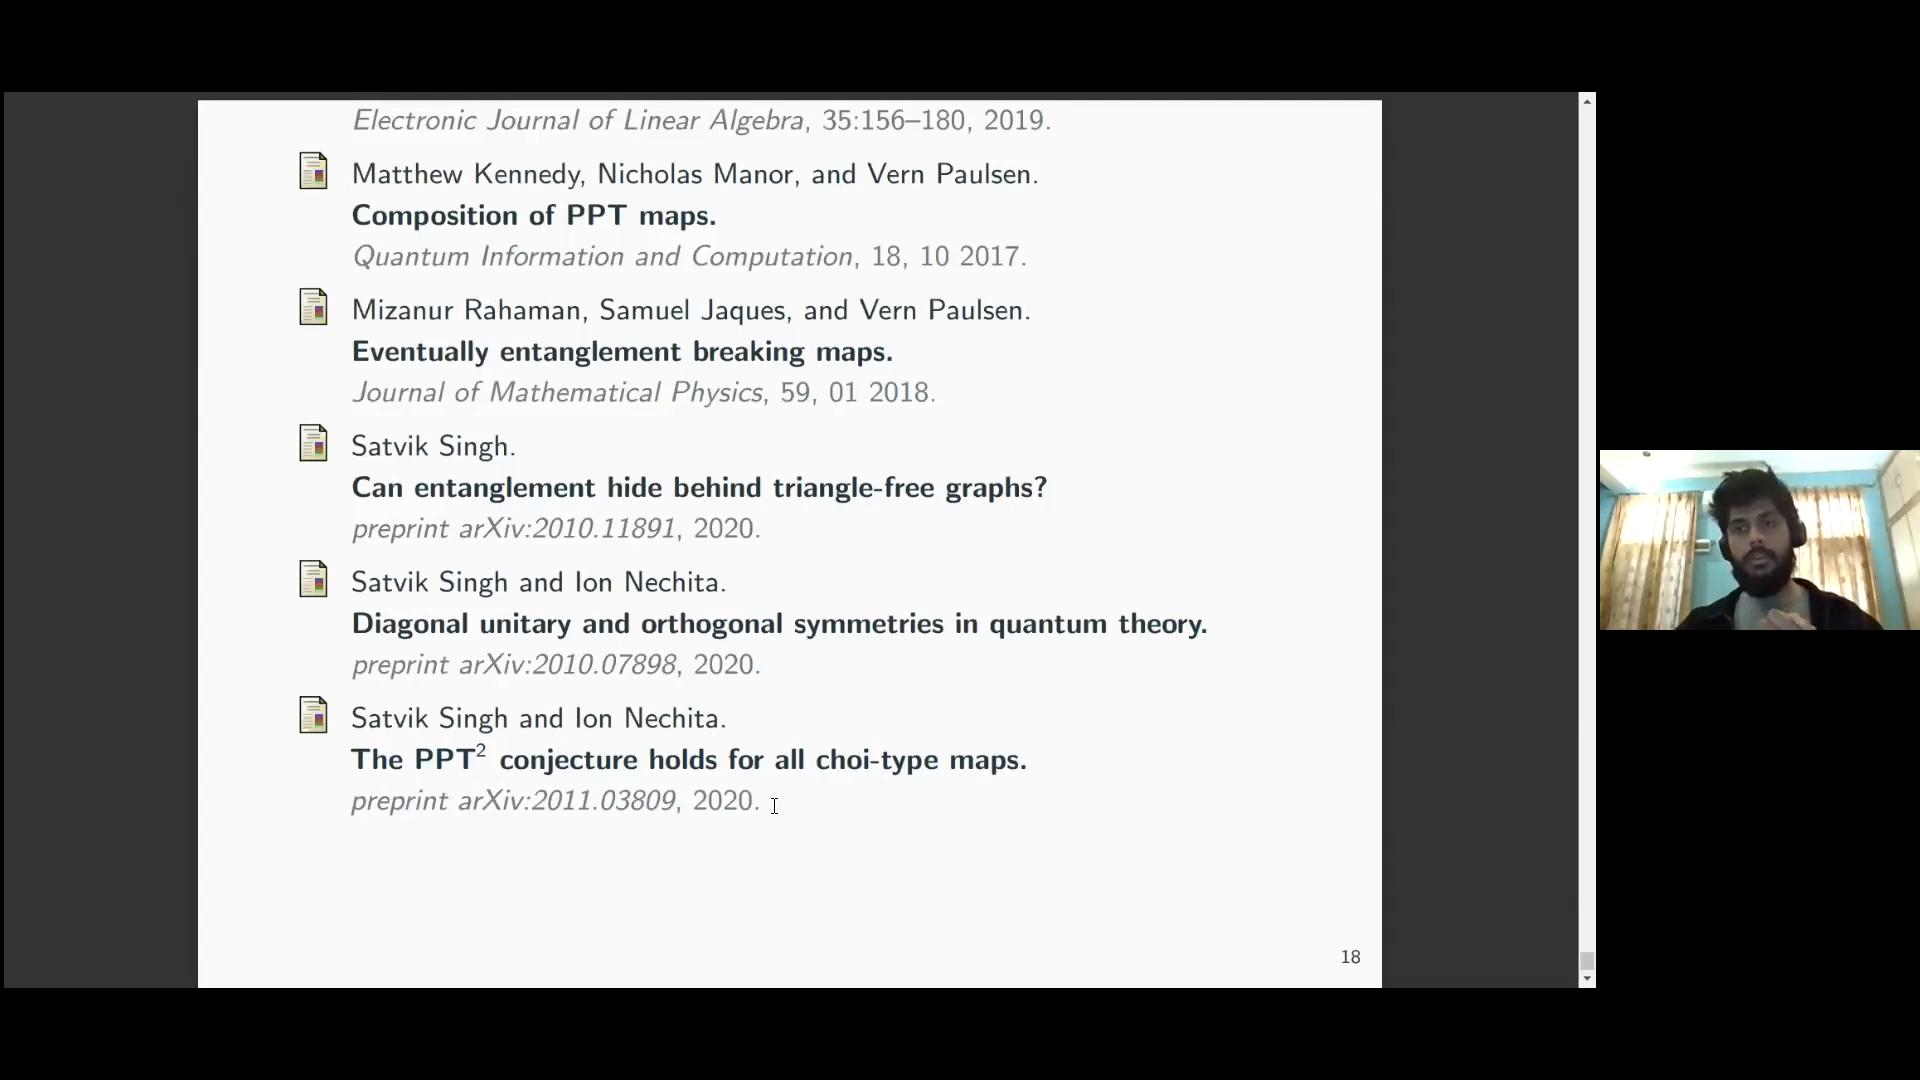 Electronic Journal of Linear Algebra, 35:156–180, 2019.
Matthew Kennedy, Nicholas Manor, and Vern Paulsen.
Composition of PPT maps.
Quantum Information and Computation, 18, 10 2017.
Mizanur Rahaman, Samuel Jaques, and Vern Paulsen.
Eventually entanglement breaking maps.
Journal of Mathematical Physics, 59, 01 2018.
Satvik Singh.
Can entanglement hide behind triangle-free graphs?
preprint arXiv:2010.11891, 2020.
Satvik Singh and Ion Nechita.
Diagonal unitary and orthogonal symmetries in quantum theory.
preprint arXiv:2010.07898, 2020.
Satvik Singh and Ion Nechita.
The PPT² conjecture holds for all choi-type maps.
preprint arXiv:2011.03809, 2020.
18